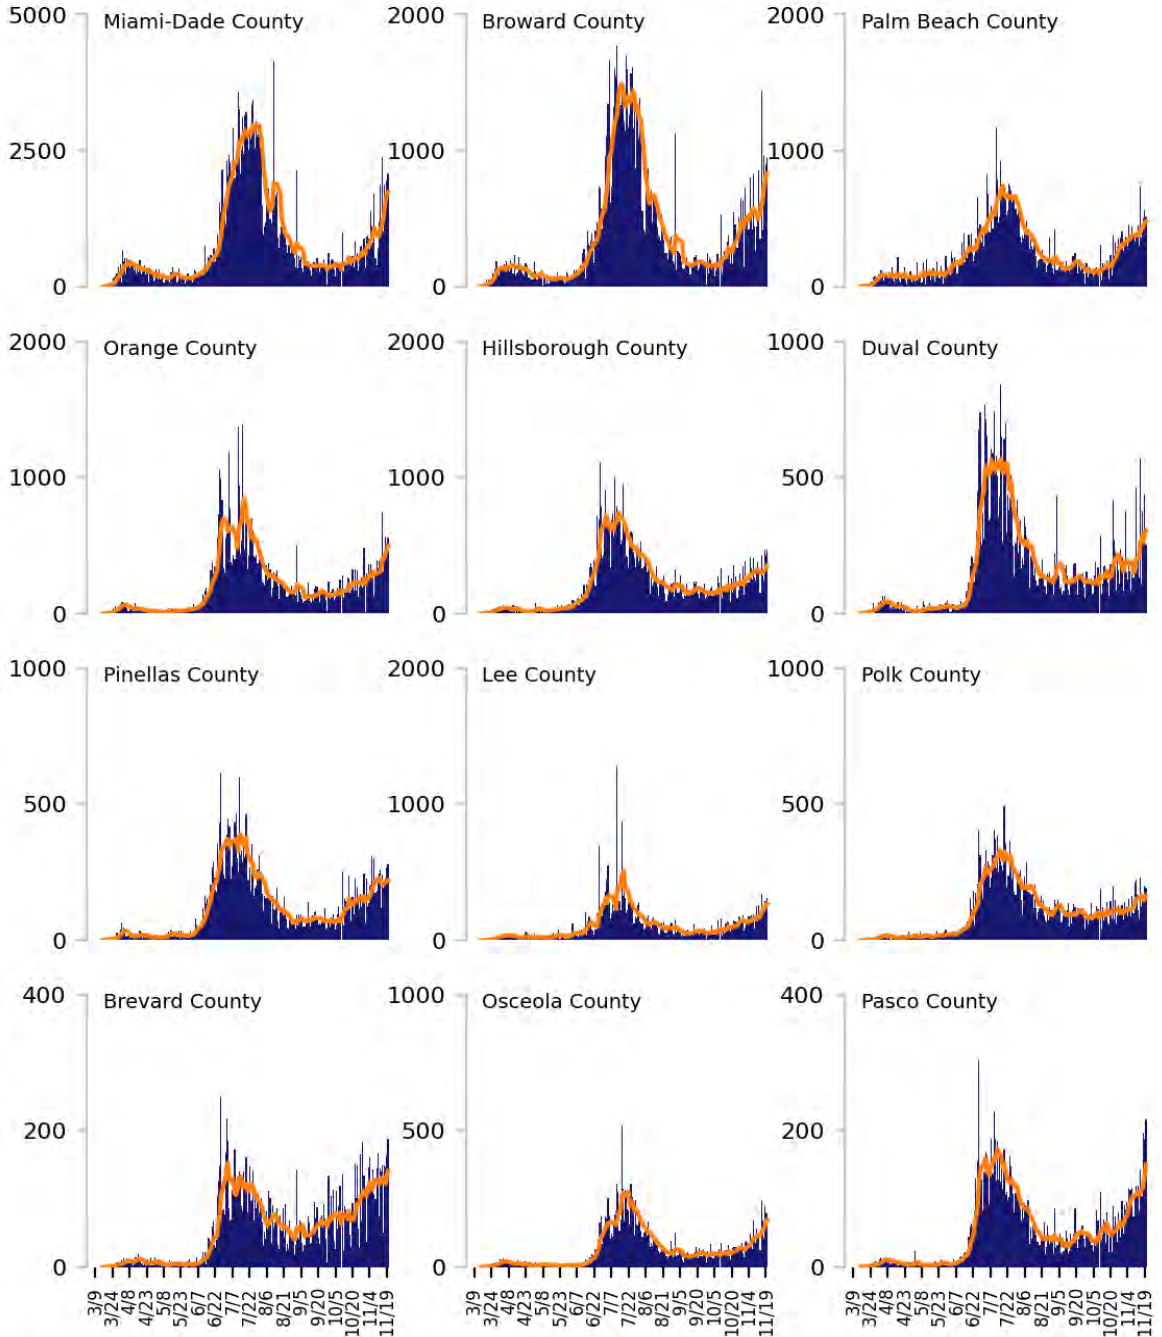 5000 Miami-Dade County 2000 Broward County 2000 Palm Beach County
2500 1000 1000
0 0 0
2000 Orange County 2000 Hillsborough County 1000 Duval County
1000 1000 500
0 0 0
1000 Pinellas County 2000 Lee County 1000 Polk County
500 1000 500
0 0 0
400 Brevard County 1000 Osceola County 400 Pasco County
200 500 200
0 0 0
3/9 3/24 4/8 4/23 5/8 5/23 6/7 6/22 7/7 7/22 8/6 8/21 9/5 9/20 10/5 10/20 11/4 11/19
3/9 3/24 4/8 4/23 5/8 5/23 6/7 6/22 7/7 7/22 8/6 8/21 9/5 9/20 10/5 10/20 11/4 11/19
3/9 3/24 4/8 4/23 5/8 5/23 6/7 6/22 7/7 7/22 8/6 8/21 9/5 9/20 10/5 10/20 11/4 11/19